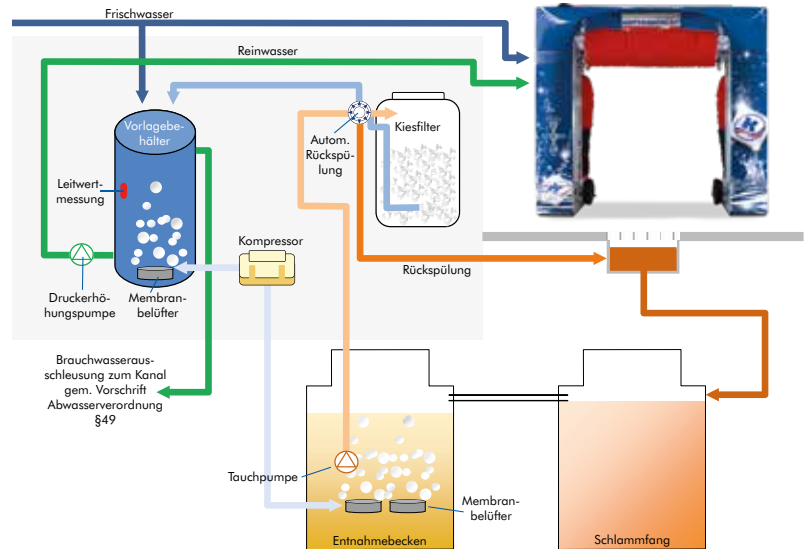 Frischwasser
Reinwasser
Vorlagebe-
hälter
Autom.
Rückspü-
lung
Kiesfilter
Leitwert-
messung
Kompressor
Rückspülung
Druckerhö-
hungspumpe
Membran-
belüfter
Brauchwasseraus-
schleusung zum Kanal
gem. Vorschrift
Abwasserverordnung
§49
Tauchpumpe
Membran-
belüfter
Entnahmebecken
Schlammfang